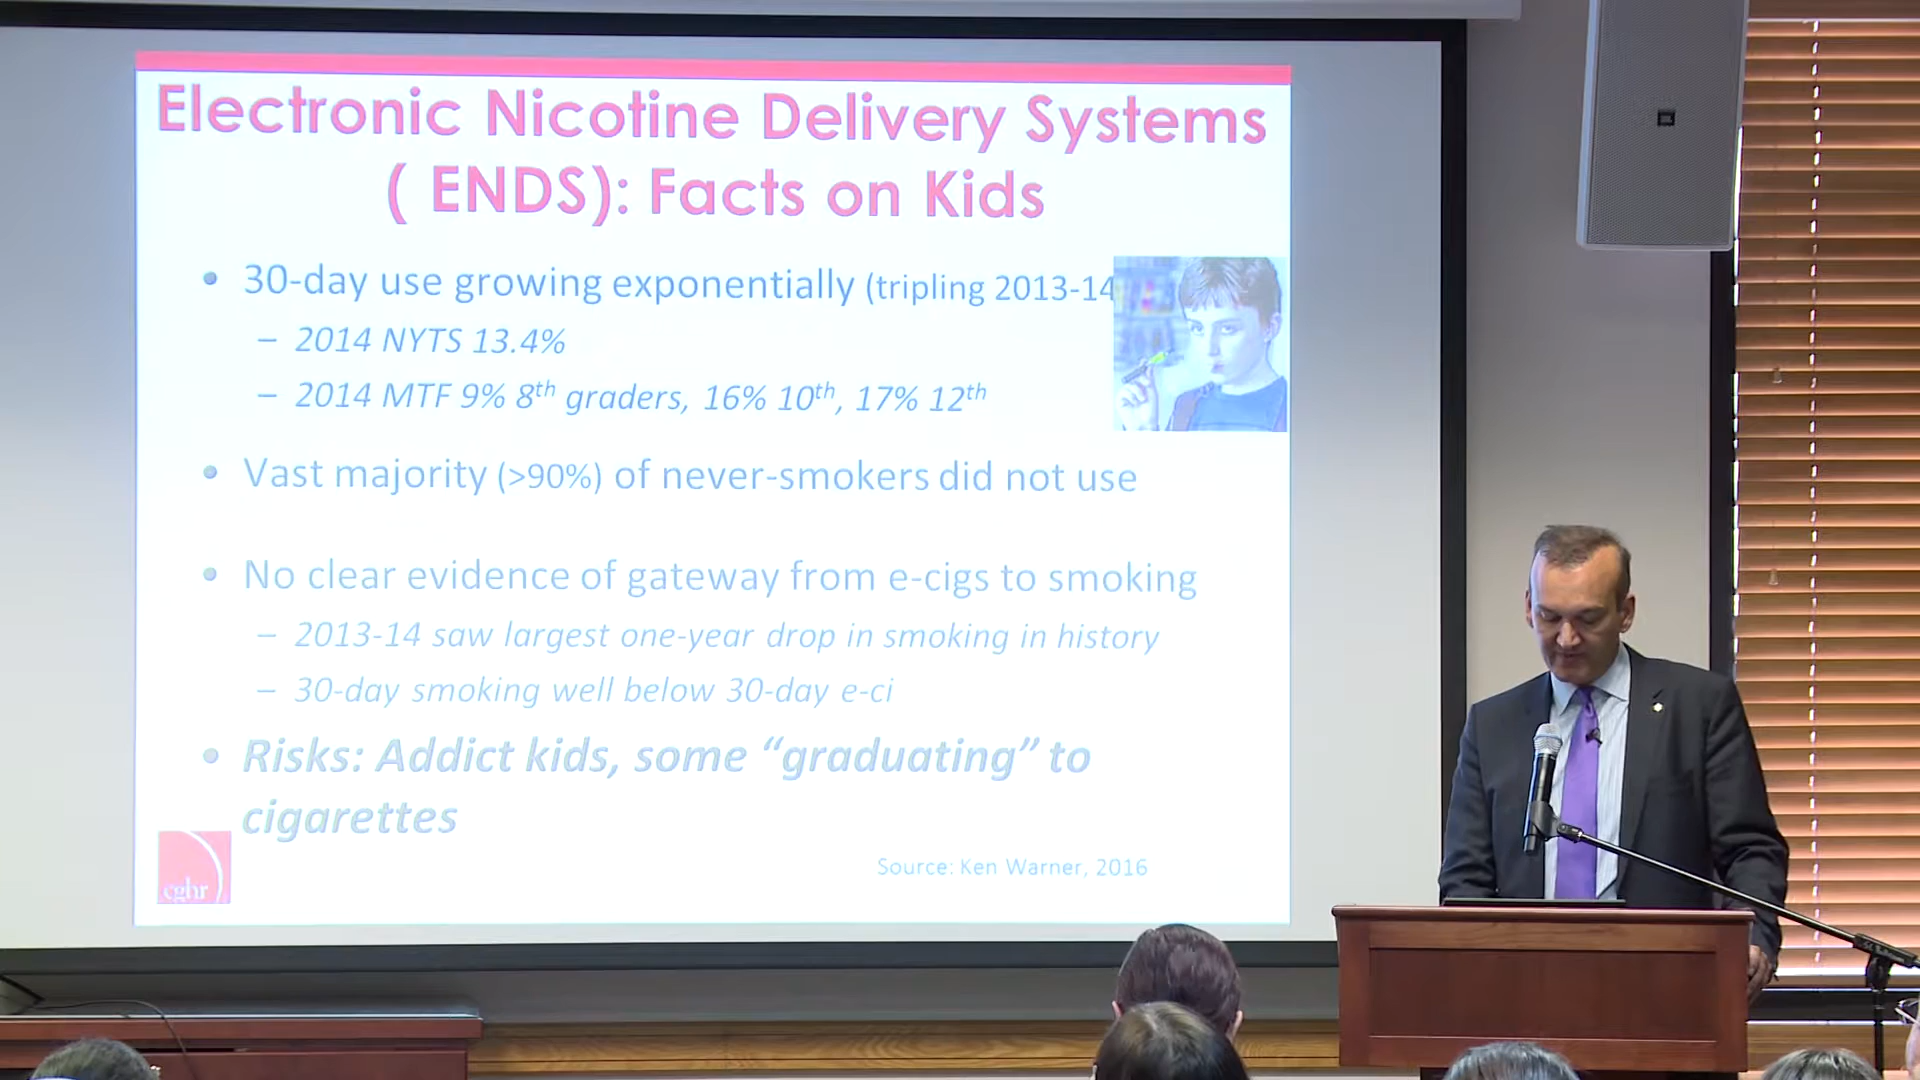 Electronic Nicotine Delivery Systems
( ENDS): Facts on Kids
• 30-day use growing exponentially (tripling 2013-14
– 2014 NYTS 13.4%
– 2014 MTF 9% 8th graders, 16% 10th, 17% 12th
• Vast majority (>90%) of never-smokers did not use
• No clear evidence of gateway from e-cigs to smoking
– 2013-14 saw largest one-year drop in smoking in history
– 30-day smoking well below 30-day e-ci
• Risks: Addict kids, some “graduating” to
cigarettes
cghr
Source: Ken Warner, 2016